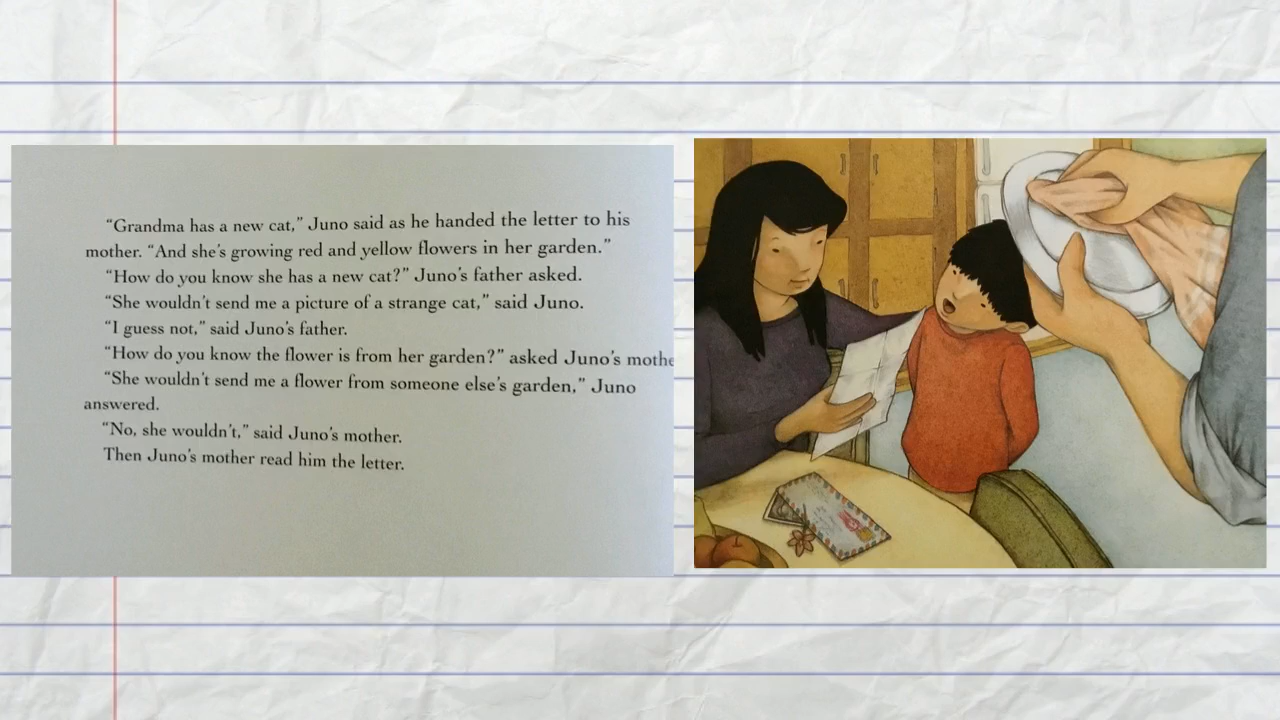 “Grandma has a new cat,” Juno said as he handed the letter to his
mother. “And she’s growing red and yellow flowers in her garden.”
“How do you know she has a new cat?” Juno’s father asked.
“She wouldn’t send me a picture of a strange cat,” said Juno.
“I guess not,” said Juno’s father.
“How do you know the flower is from her garden?” asked Juno’s mothe
“She wouldn’t send me a flower from someone else’s garden,” Juno
answered.
“No, she wouldn’t,” said Juno’s mother.
Then Juno’s mother read him the letter.